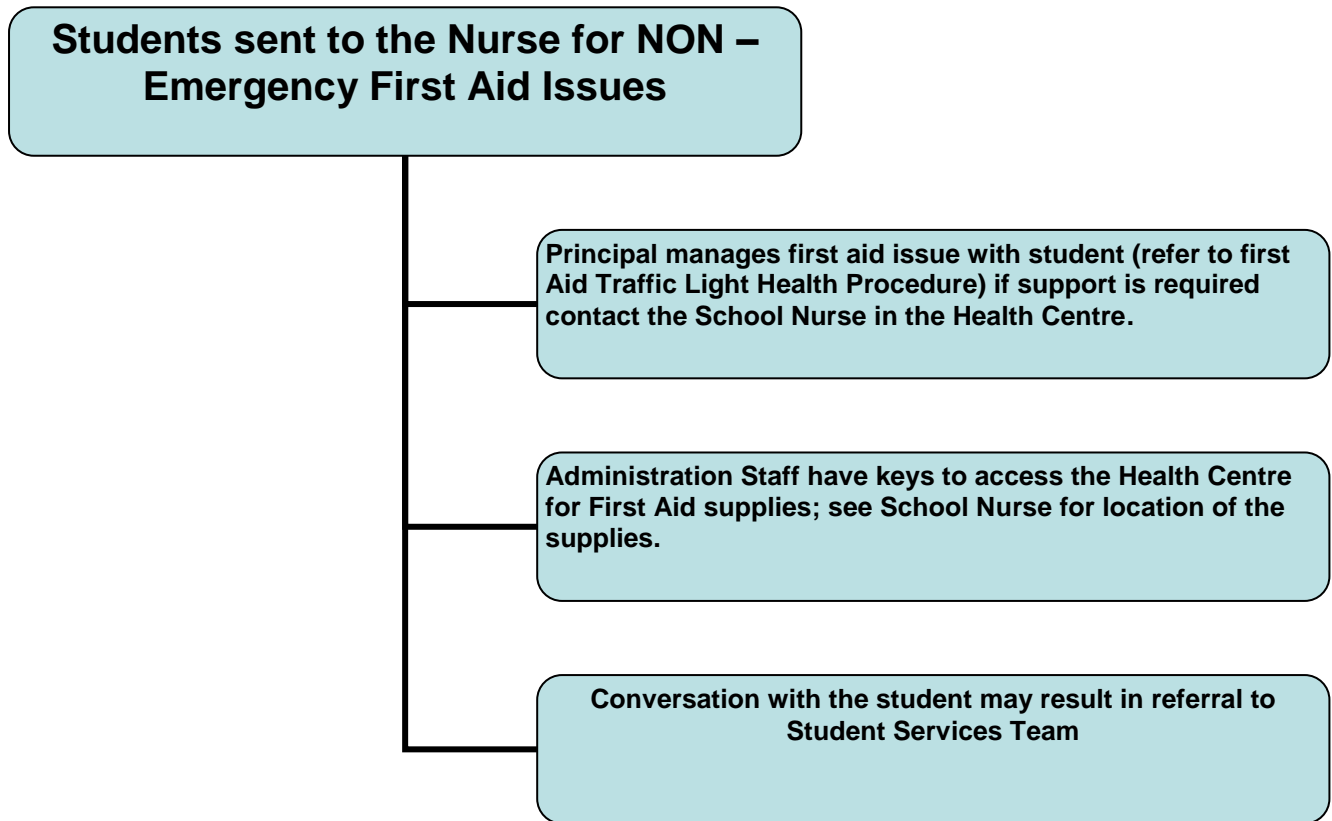 Students sent to the Nurse for NON –
Emergency First Aid Issues
Principal manages first aid issue with student (refer to first
Aid Traffic Light Health Procedure) if support is required
contact the School Nurse in the Health Centre.
Administration Staff have keys to access the Health Centre
for First Aid supplies; see School Nurse for location of the
supplies.
Conversation with the student may result in referral to
Student Services Team